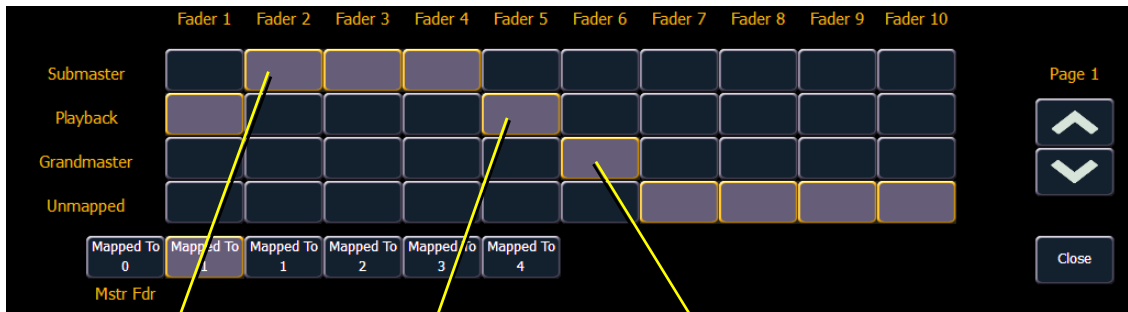 Fader 1 Fader 2 Fader 3 Fader 4 Fader 5 Fader 6 Fader 7 Fader 8 Fader 9 Fader 10
Submaster
Page 1
Playback
Grandmaster
Unmapped
Mapped To 0
Mapped To 1
Mapped To 1
Mapped To 2
Mapped To 3
Mapped To 4
Close
Mstr Fdr